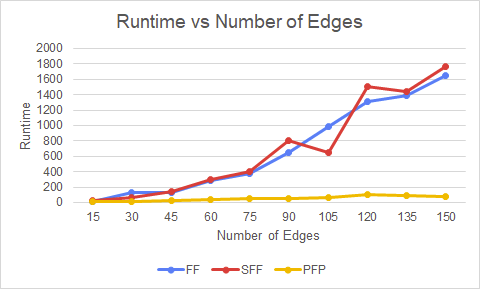 Runtime vs Number of Edges
2000
1800
1600
1400
1200
1000
800
600
400
200
0
Runtime
15 30 45 60 75 90 105 120 135 150
Number of Edges
FF SFF PFP